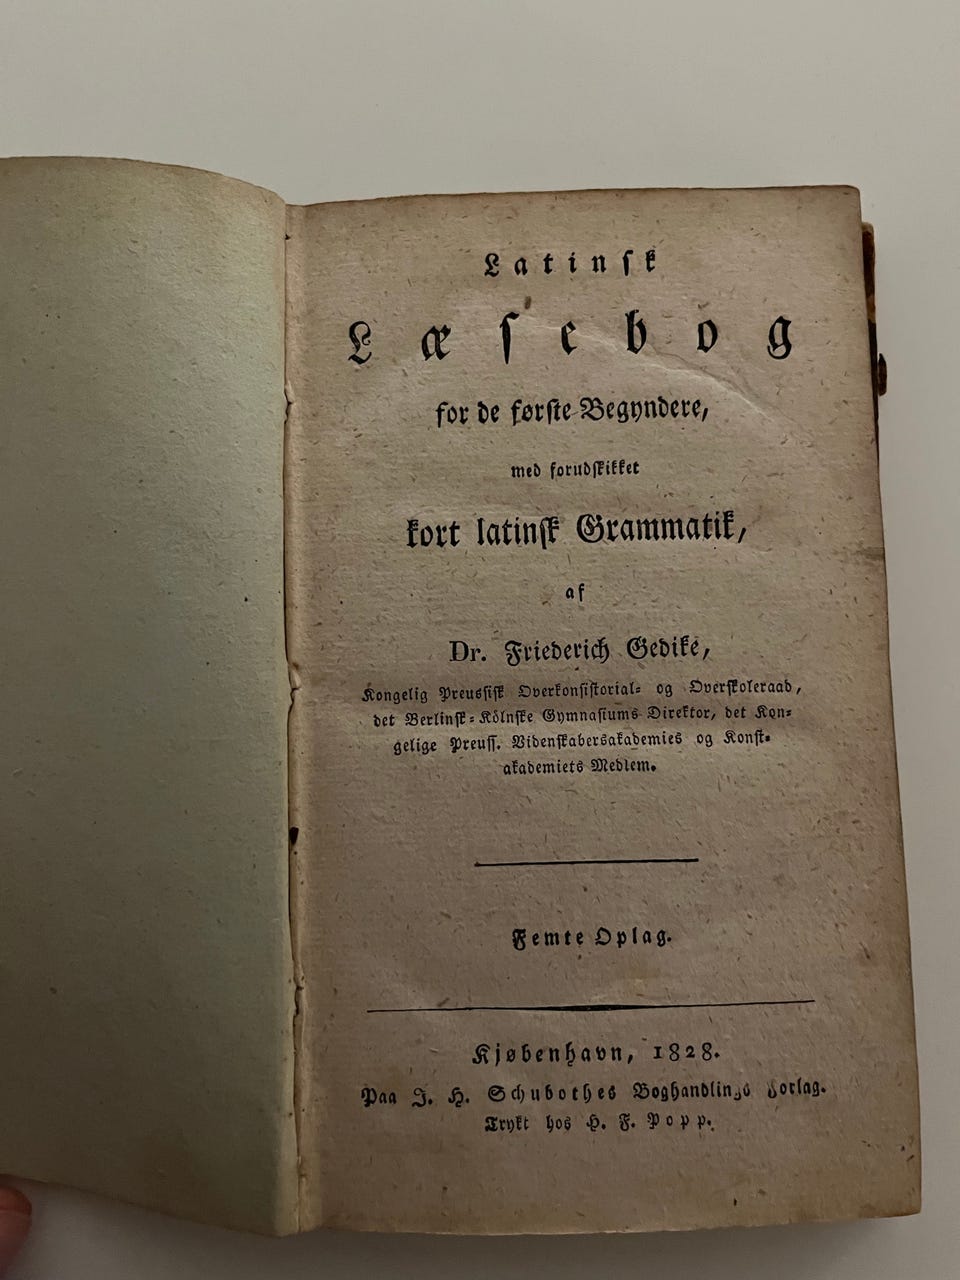 Latinsk
Læsebog
for de første Begyndere,
med forudskikket
kort latinsk Grammatik,
af
Dr. Friederich Gedike,
Kongelig Preussisk Overkonsistorial- og Overskoleraad,
det Berlinsk-Kölnske Gymnasiums Direktor, det Kon-
gelige Preuss. Videnskabersakademies og Konst-
akademiets Medlem.
Femte Oplag.
Kjøbenhavn, 1828.
Paa J. H. Schubothes Boghandlings Forlag.
Trykt hos H. F. Popp.